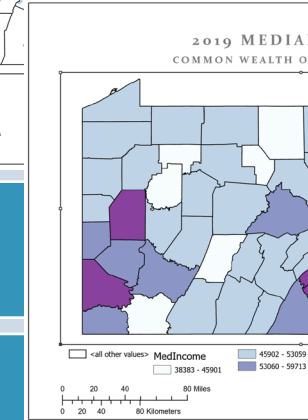 2019 MEDIA
COMMON WEALTH O
<all other values>
MedIncome
38383 - 45901
45902 - 53059
53060 - 59713
0 20 40 80 Miles
0 20 40 80 Kilometers